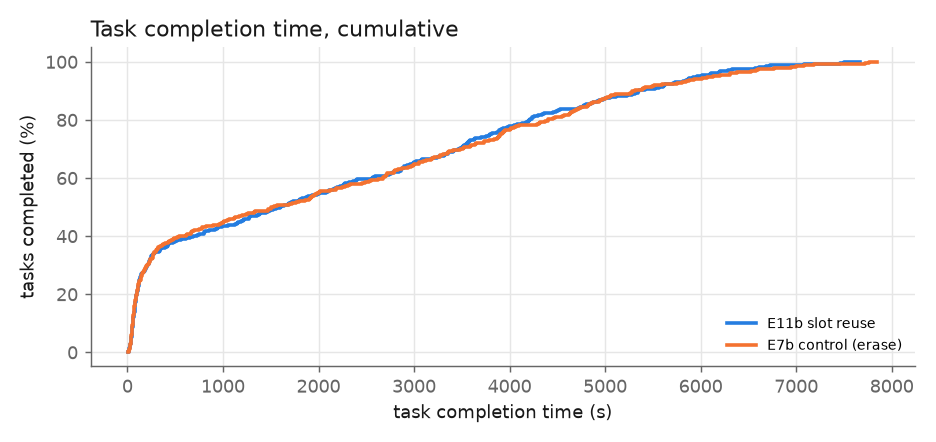 Task completion time, cumulative
tasks completed (%)
100
80
60
40
20
0
E11b slot reuse
E7b control (erase)
0 1000 2000 3000 4000 5000 6000 7000 8000
task completion time (s)